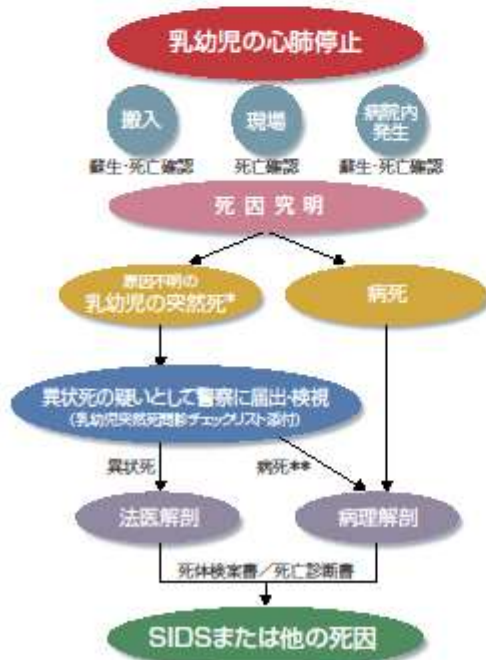 乳幼児の心肺停止
搬入
現場
病院内
発生
蘇生・死亡確認
死亡確認
蘇生・死亡確認
死因究明
原因不明の
乳幼児の突然死*
病死
異状死の疑いとして警察に届出・検視
(乳幼児突然死問診チェックリスト添付)
異状死
病死**
法医解剖
病理解剖
死体検案書/死亡診断書
SIDSまたは他の死因